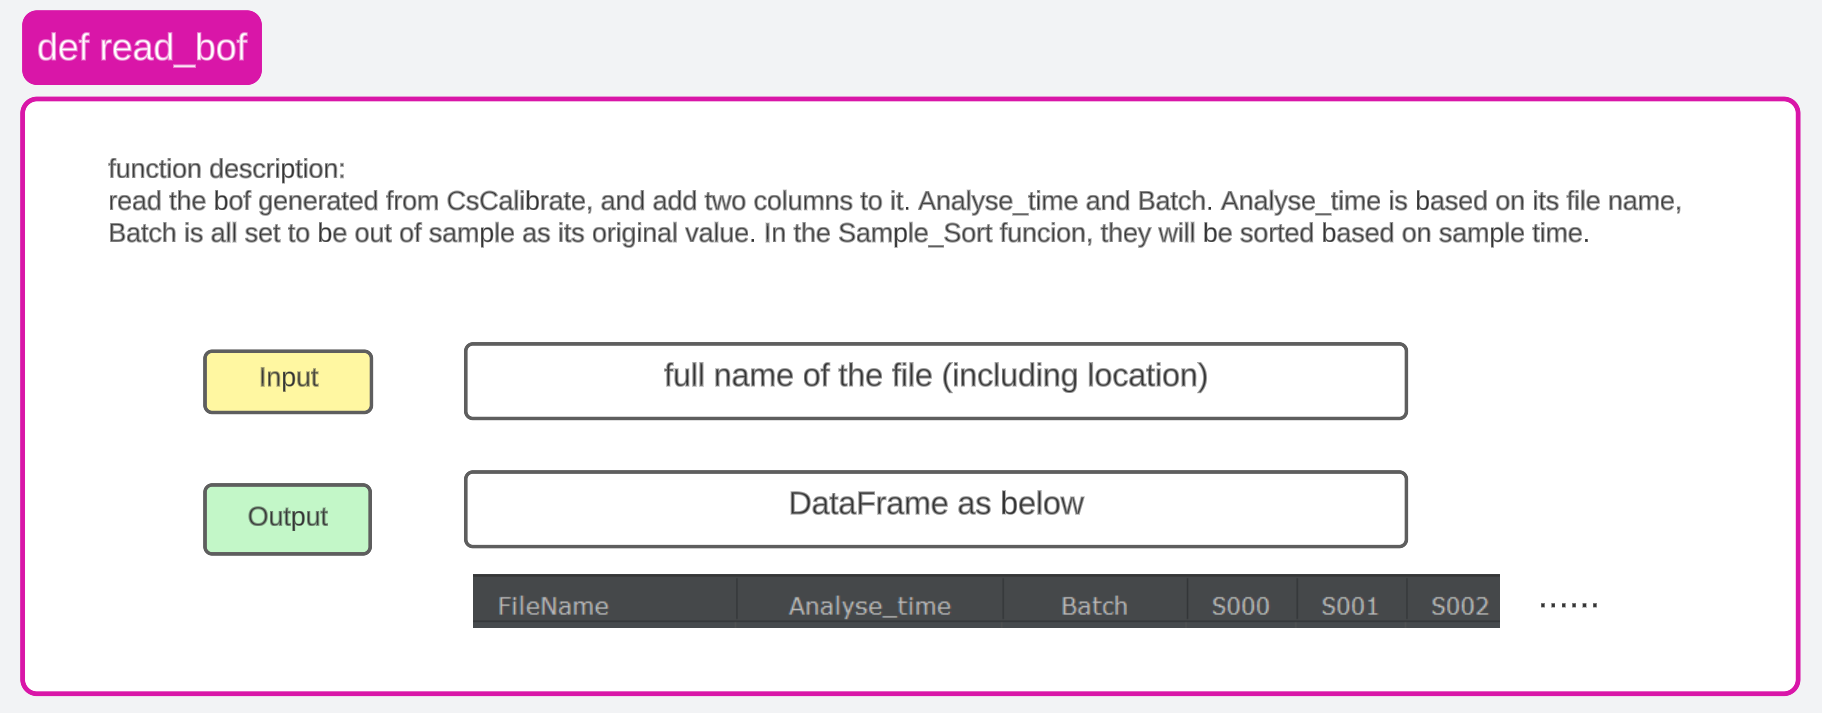 def read_bof
function description:
read the bof generated from CsCalibrate, and add two columns to it. Analyse_time and Batch. Analyse_time is based on its file name,
Batch is all set to be out of sample as its original value. In the Sample_Sort funcion, they will be sorted based on sample time.
Input
full name of the file (including location)
Output
DataFrame as below
FileName Analyse_time Batch S000 S001 S002 ......